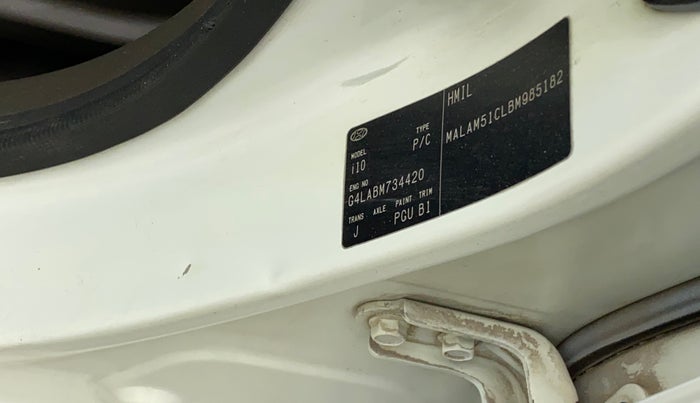 HMIL
MODEL TYPE
i10 P/C
MALAM51CLBM985182
ENG NO
G4LABM734420
TRANS AXLE PAINT TRIM
J PGU B1